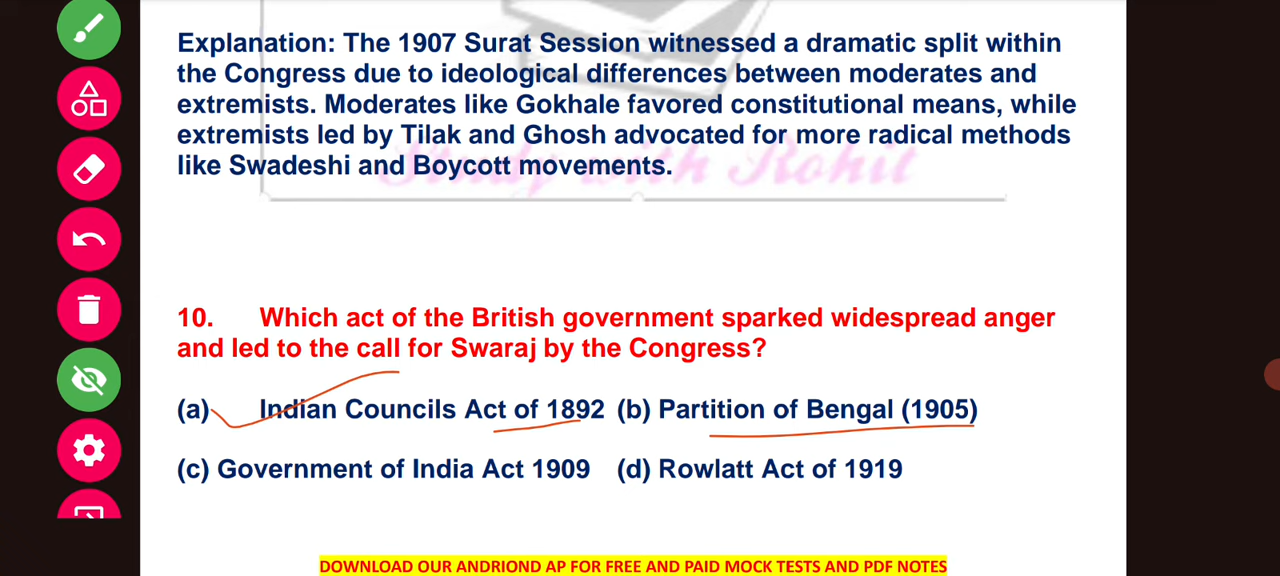 Explanation: The 1907 Surat Session witnessed a dramatic split within
the Congress due to ideological differences between moderates and
extremists. Moderates like Gokhale favored constitutional means, while
extremists led by Tilak and Ghosh advocated for more radical methods
like Swadeshi and Boycott movements.
Study with Rohit
10. Which act of the British government sparked widespread anger
and led to the call for Swaraj by the Congress?
(a) Indian Councils Act of 1892 (b) Partition of Bengal (1905)
(c) Government of India Act 1909 (d) Rowlatt Act of 1919
DOWNLOAD OUR ANDRIOND AP FOR FREE AND PAID MOCK TESTS AND PDF NOTES